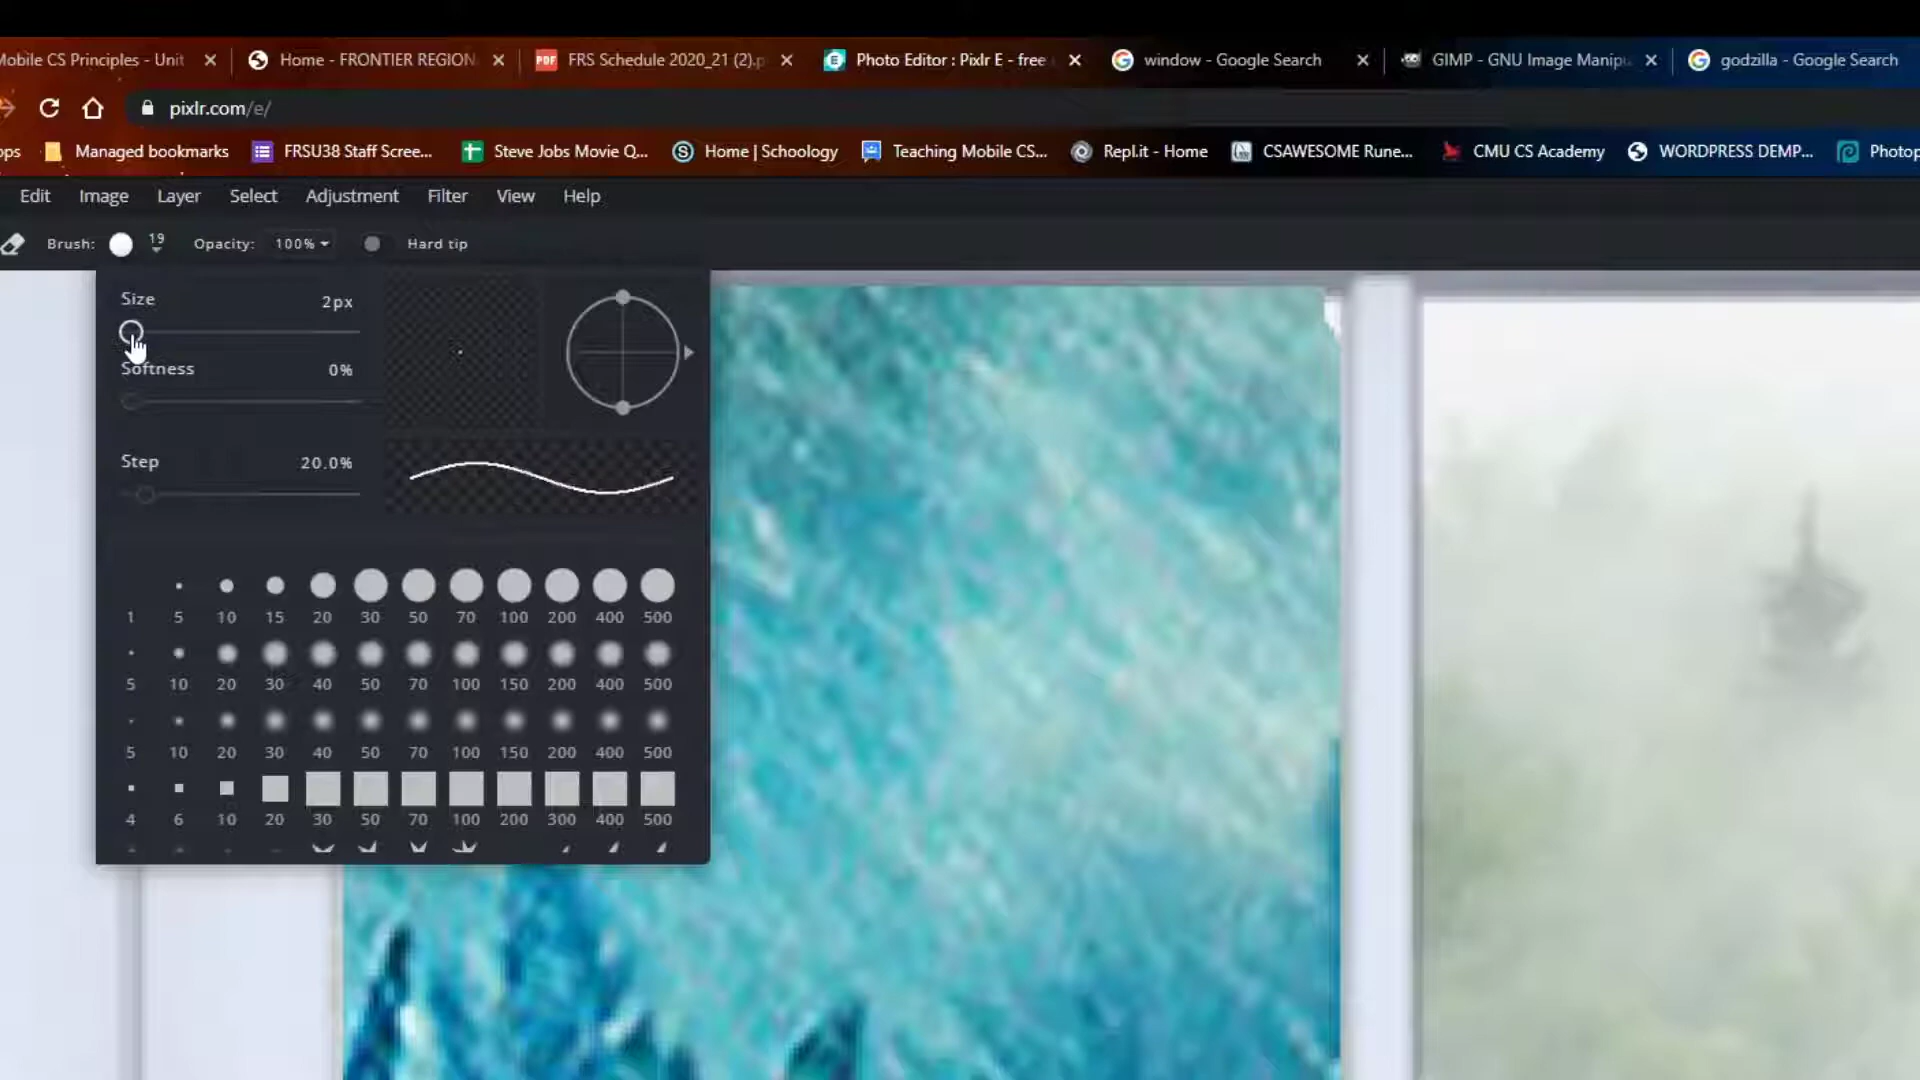 Mobile CS Principles - Unit
Home - FRONTIER REGION
PDF
FRS Schedule 2020_21 (2).p
Photo Editor : Pixlr E - free
window - Google Search
GIMP - GNU Image Manipu
godzilla - Google Search
pixlr.com/e/
ops
Managed bookmarks
FRSU38 Staff Scree...
Steve Jobs Movie Q...
Home | Schoology
Teaching Mobile CS...
Repl.it - Home
CSAWESOME Rune...
CMU CS Academy
WORDPRESS DEMP...
Photop
Edit Image Layer Select Adjustment Filter View Help
Brush: 19 Opacity: 100% Hard tip
Size 2px
Softness 0%
Step 20.0%
1 5 10 15 20 30 50 70 100 200 400 500
5 10 20 30 40 50 70 100 150 200 400 500
5 10 20 30 40 50 70 100 150 200 400 500
4 6 10 20 30 50 70 100 200 300 400 500